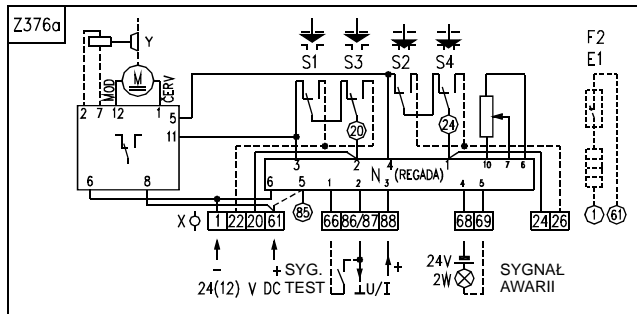 Z376a
Y
S1 S3 S2 S4
F2
E1
M
MOD
CERV
2 7 12 1
5
11
20 24
3 2 4 1 10 7 6
N (REGADA)
6 8 6 5 1 2 3 4 5
X 1 22 20 61 85 66 86/87 88 68 69 24 26 1 61
− +
24(12) V DC
SYG.
TEST
U/I
+
24V
2W
SYGNAŁ
AWARII